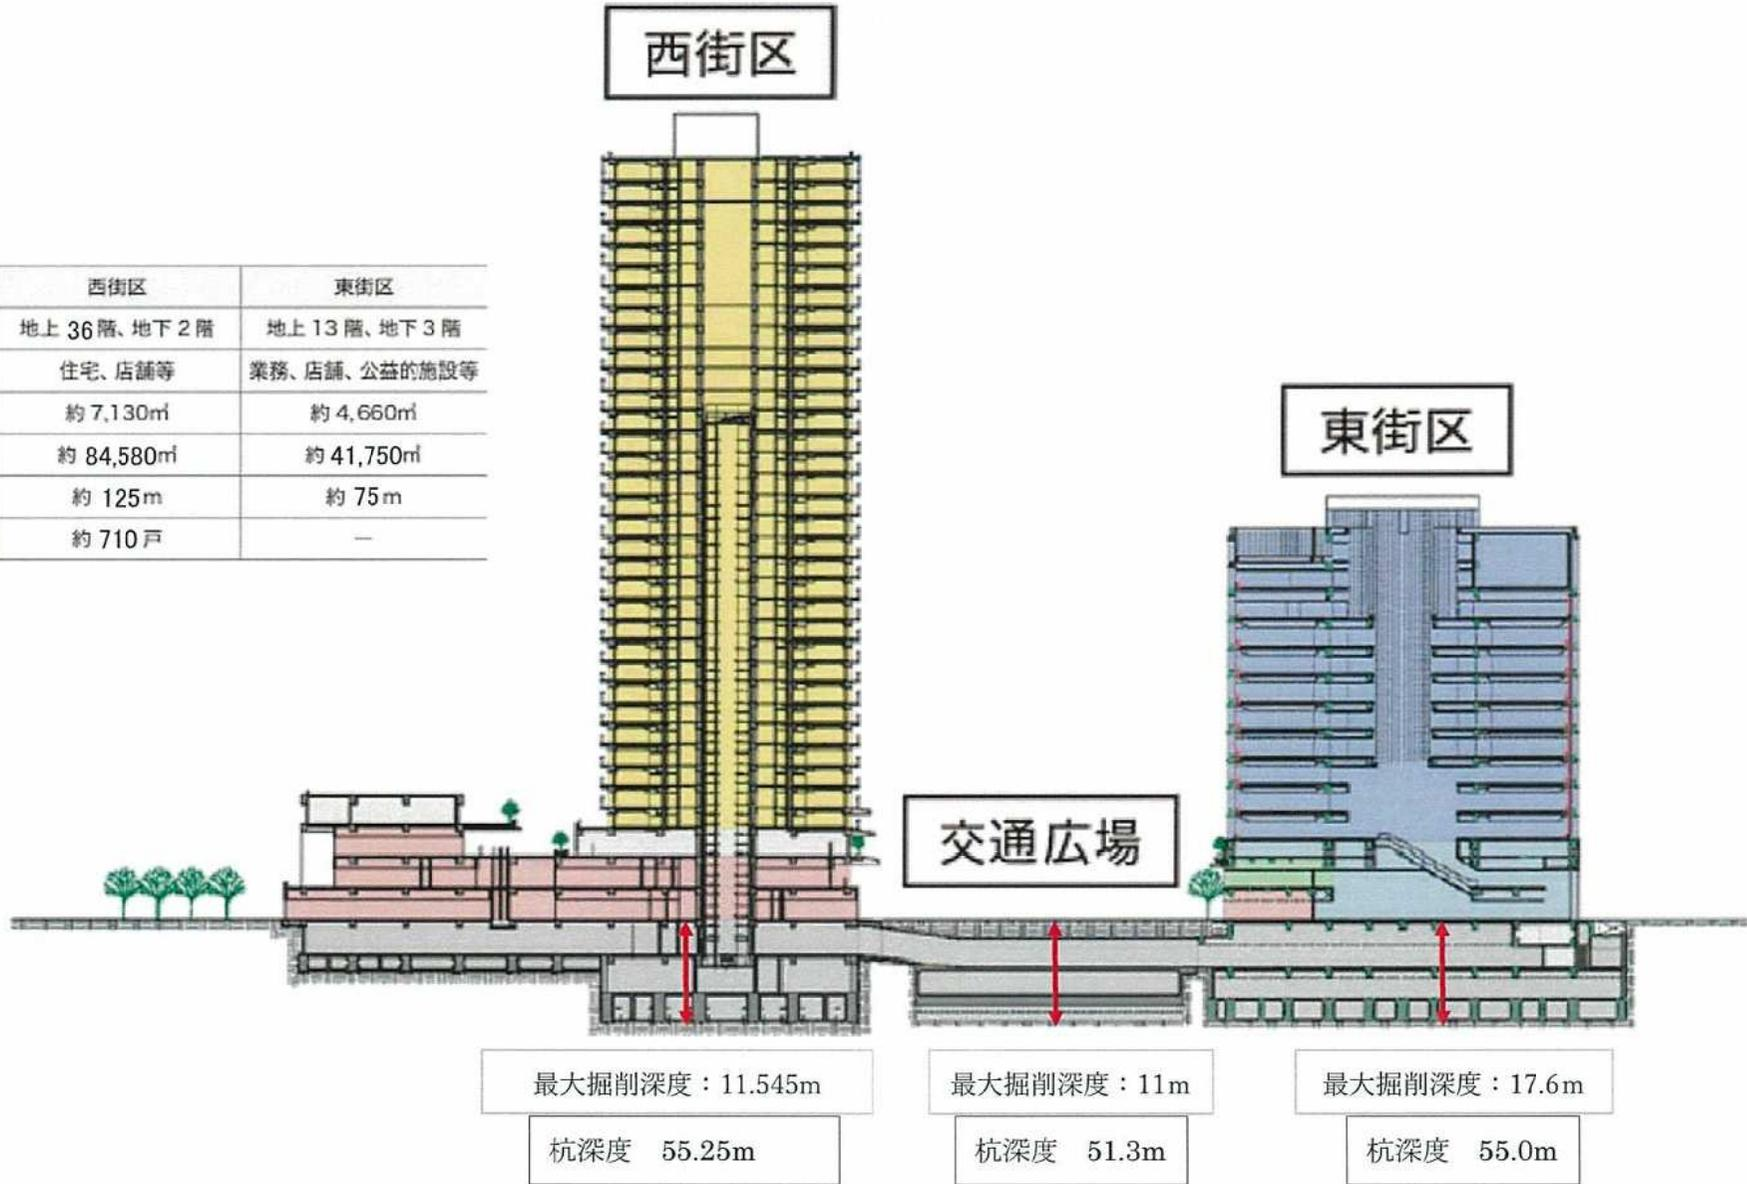 西街区
西街区 東街区
地上 36階、地下 2 階 地上 13 階、地下 3 階
住宅、店舗等 業務、店舗、公益的施設等
約 7,130㎡ 約 4,660㎡
約 84,580㎡ 約 41,750㎡
約 125m 約 75m
約 710 戸 —
東街区
交通広場
最大掘削深度：11.545m 最大掘削深度：11m 最大掘削深度：17.6m
杭深度 55.25m 杭深度 51.3m 杭深度 55.0m